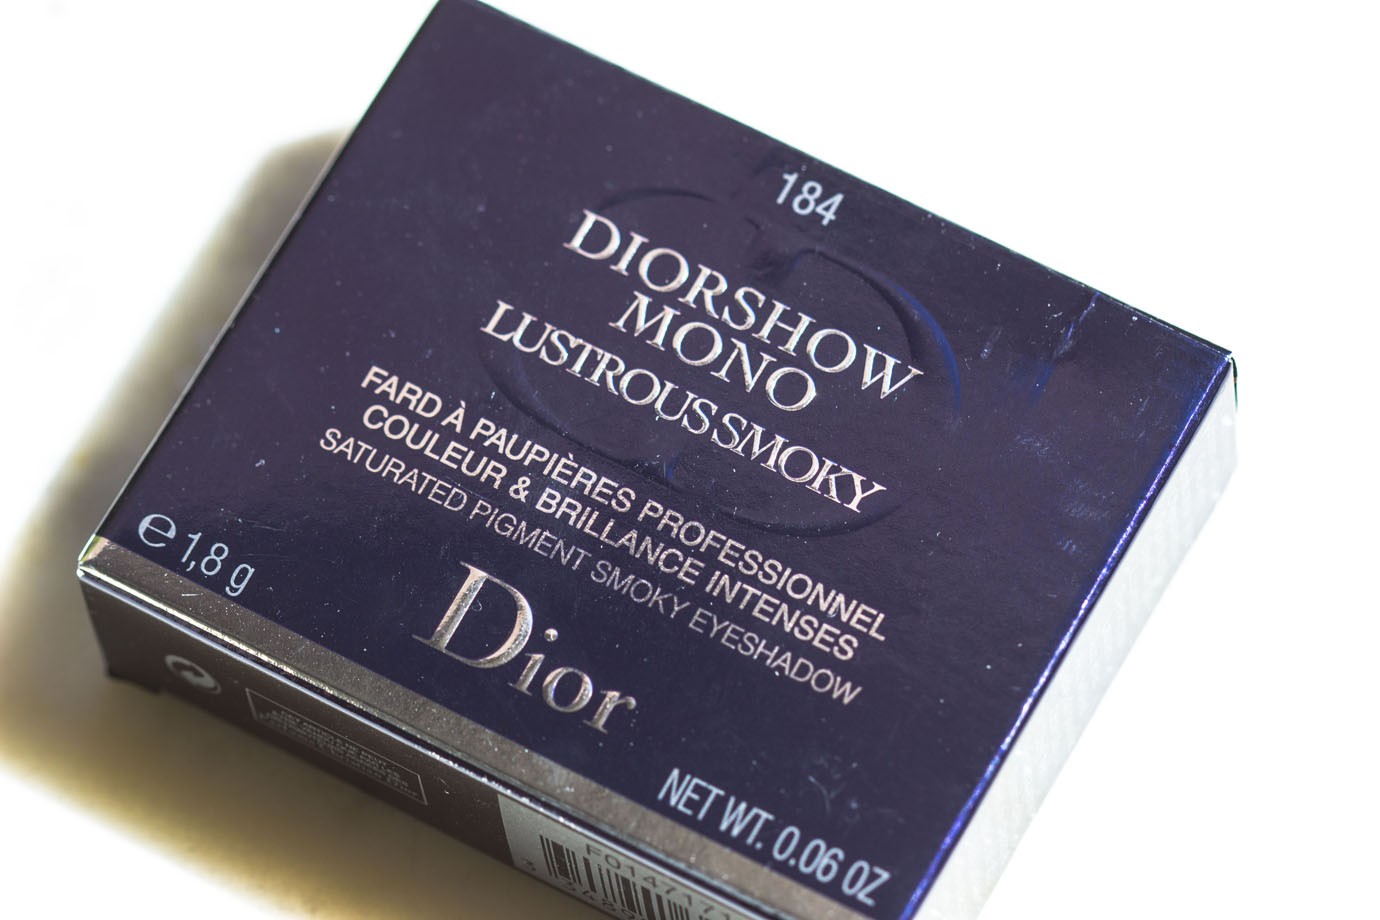 184
DIORSHOW
MONO
LUSTROUS SMOKY
FARD À PAUPIÈRES PROFESSIONNEL
COULEUR & BRILLANCE INTENSES
SATURATED PIGMENT SMOKY EYESHADOW
℮ 1,8 g
Dior
NET WT. 0.06 OZ